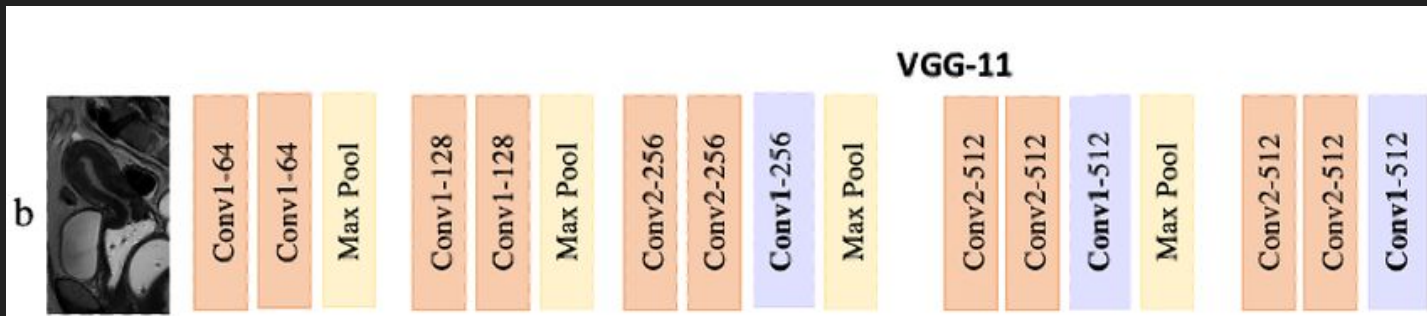 VGG-11
b
Conv1-64
Conv1-64
Max Pool
Conv1-128
Conv1-128
Max Pool
Conv2-256
Conv2-256
Conv1-256
Max Pool
Conv2-512
Conv2-512
Conv1-512
Max Pool
Conv2-512
Conv2-512
Conv1-512